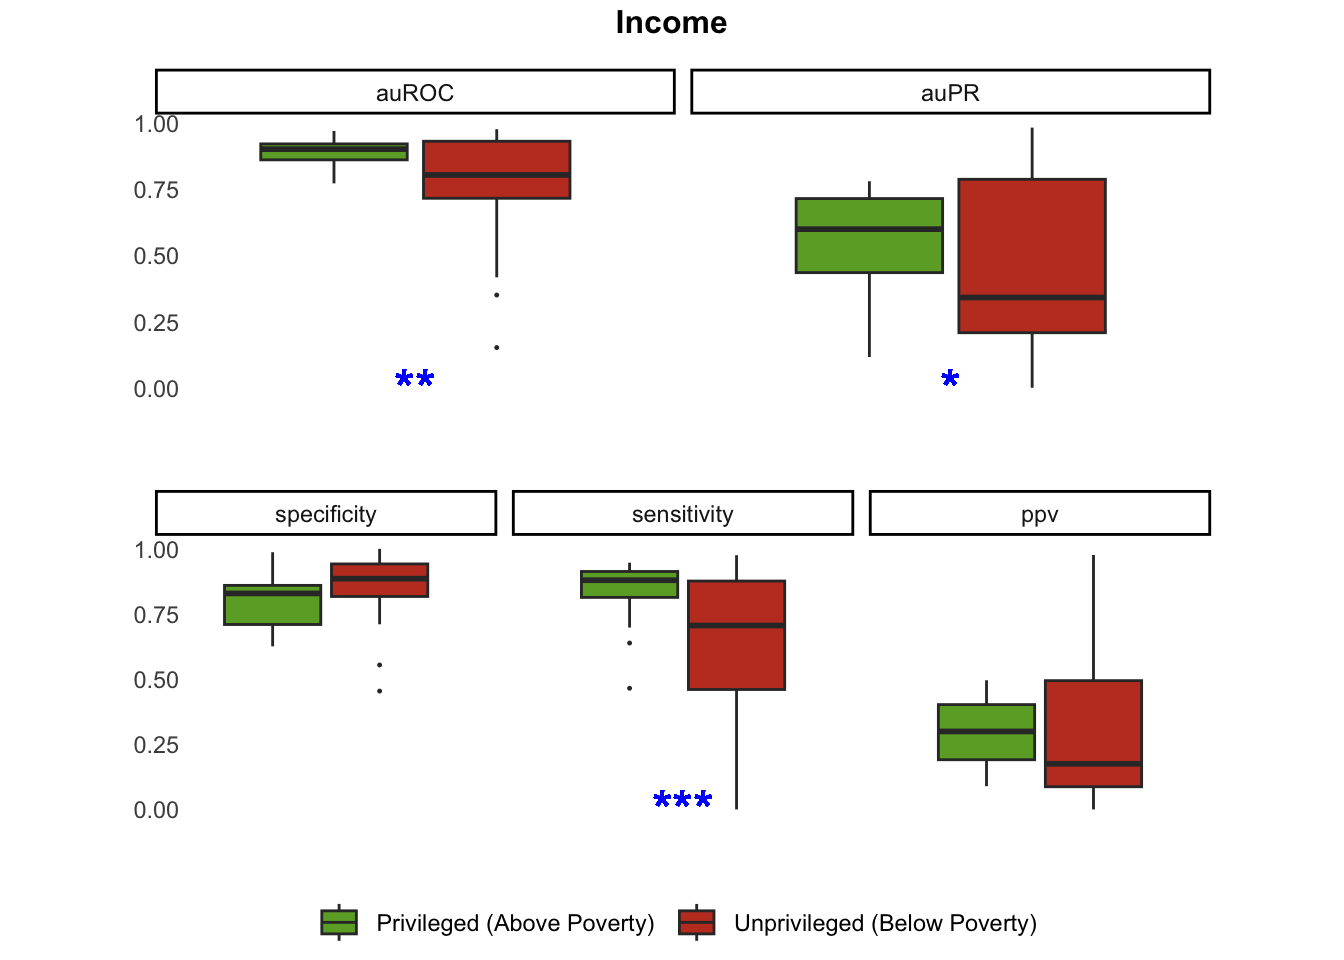 Income
auROC
auPR
1.00
0.75
0.50
0.25
0.00
**
*
specificity
sensitivity
ppv
1.00
0.75
0.50
0.25
0.00
***
Privileged (Above Poverty)
Unprivileged (Below Poverty)